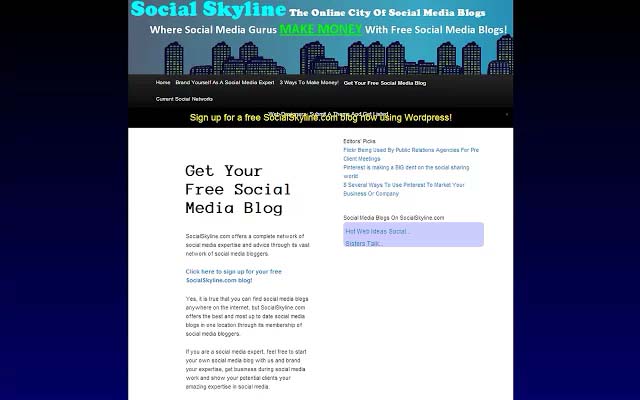 Social Skyline The Online City Of Social Media Blogs
Where Social Media Gurus MAKE MONEY With Free Social Media Blogs!
Home Brand Yourself As A Social Media Expert 3 Ways To Make Money! Get Your Free Social Media Blog
Current Social Networks
Web Designers - Submit A Theme And Get Listed
Sign up for a free SocialSkyline.com blog now using Wordpress!
Get Your
Free Social
Media Blog
SocialSkyline.com offers a complete network of
social media expertise and advice through its vast
network of social media bloggers.
Click here to sign up for your free
SocialSkyline.com blog!
Yes, it is true that you can find social media blogs
anywhere on the internet, but SocialSkyline.com
offers the best and most up to date social media
blogs in one location through its membership of
social media bloggers.
If you are a social media expert, feel free to start
your own social media blog with us and brand
your expertise, get business during social media
work and show your potential clients your
amazing expertise in social media.
Editors' Picks
Flickr Being Used By Public Relations Agencies For Pre
Client Meetings
Pinterest is making a BIG dent on the social sharing
world
8 Several Ways To Use Pinterest To Market Your
Business Or Company
Social Media Blogs On SocialSkyline.com
Hot Web Ideas Social...
Sisters Talk...